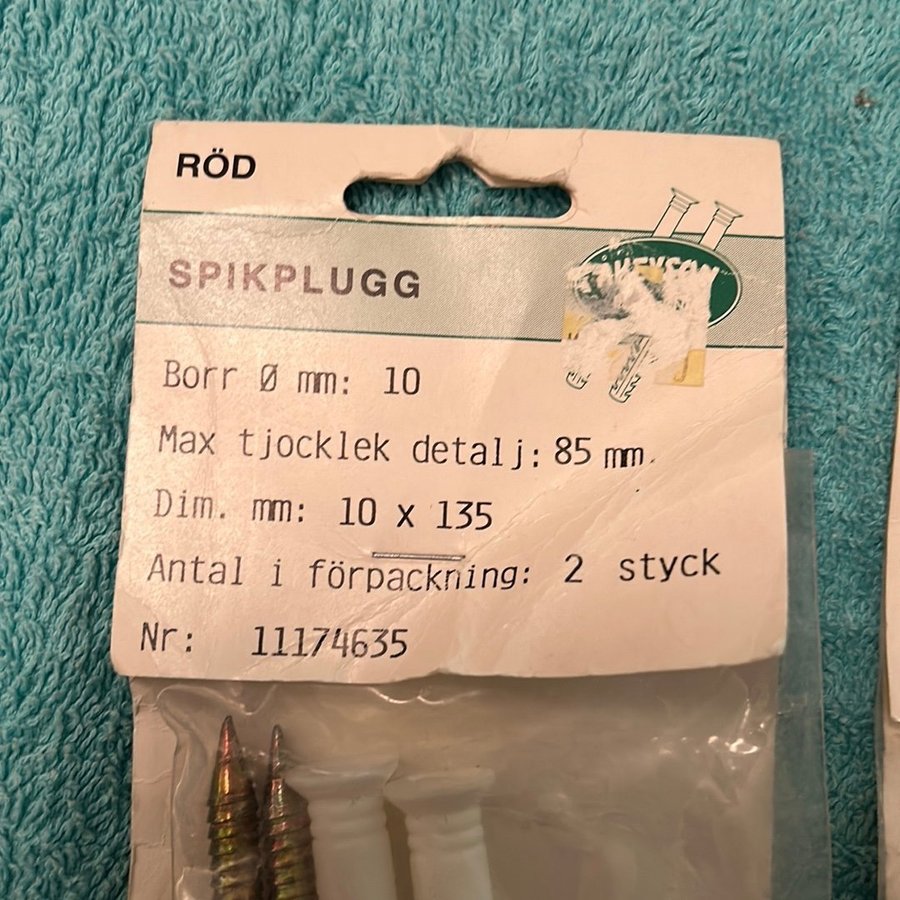 RÖD
SPIKPLUGG
Borr Ø mm: 10
Max tjocklek detalj: 85 mm.
Dim. mm: 10 x 135
Antal i förpackning: 2 styck
Nr: 11174635